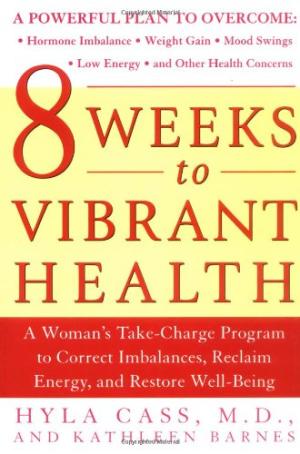 A POWERFUL PLAN TO OVERCOME:
• Hormone Imbalance • Weight Gain • Mood Swings
• Low Energy • and Other Health Concerns
8 WEEKS
to
VIBRANT
HEALTH
A Woman's Take-Charge Program
to Correct Imbalances, Reclaim
Energy, and Restore Well-Being
HYLA CASS, M.D.,
AND KATHLEEN BARNES